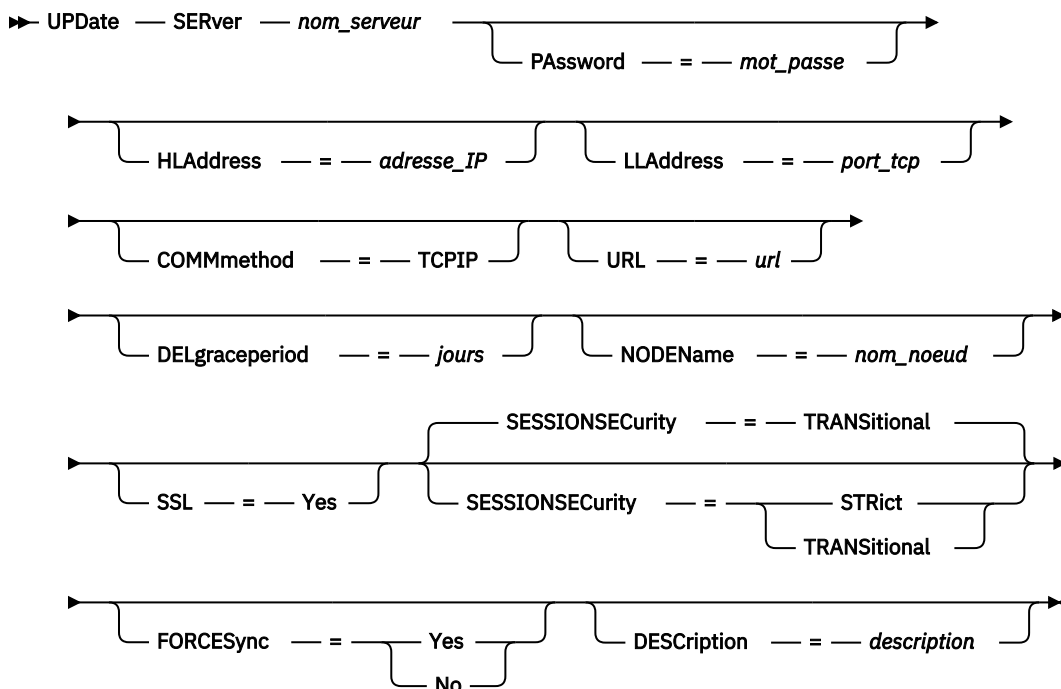 UPDate SERver nom_serveur
PAssword = mot_passe
HLAddress = adresse_IP LLAddress = port_tcp
COMMmethod = TCPIP URL = url
DELgraceperiod = jours NODEName = nom_noeud
SESSIONSECurity = TRANSitional
SSL = Yes SESSIONSECurity = STRict
TRANSitional
FORCESync = Yes DESCription = description
No